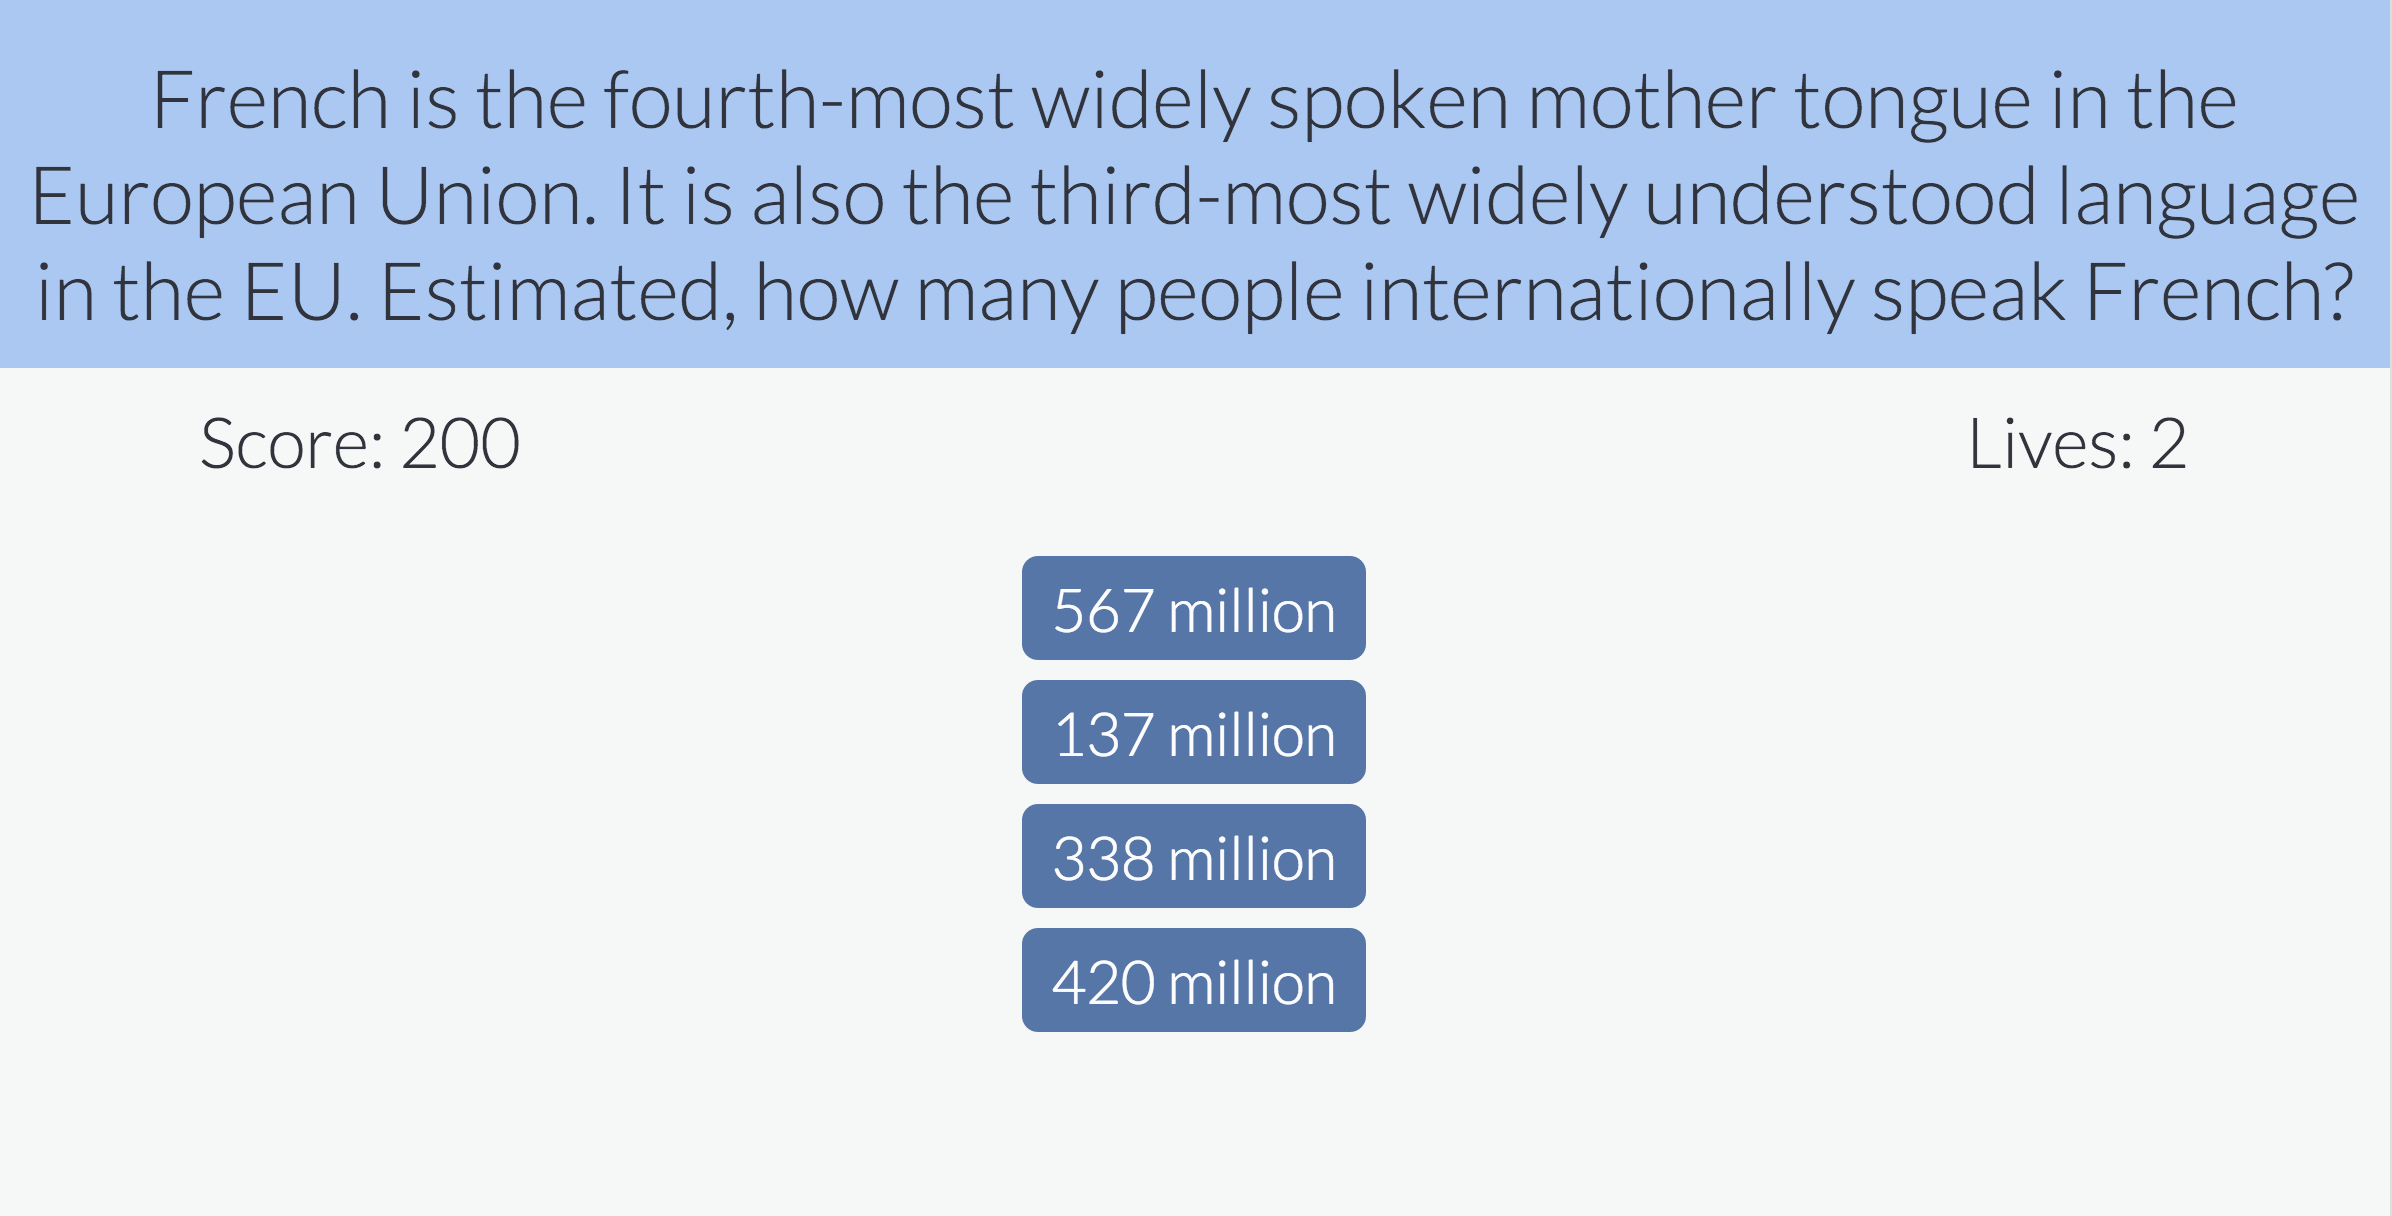 French is the fourth-most widely spoken mother tongue in the
European Union. It is also the third-most widely understood language
in the EU. Estimated, how many people internationally speak French?
Score: 200
Lives: 2
567 million
137 million
338 million
420 million